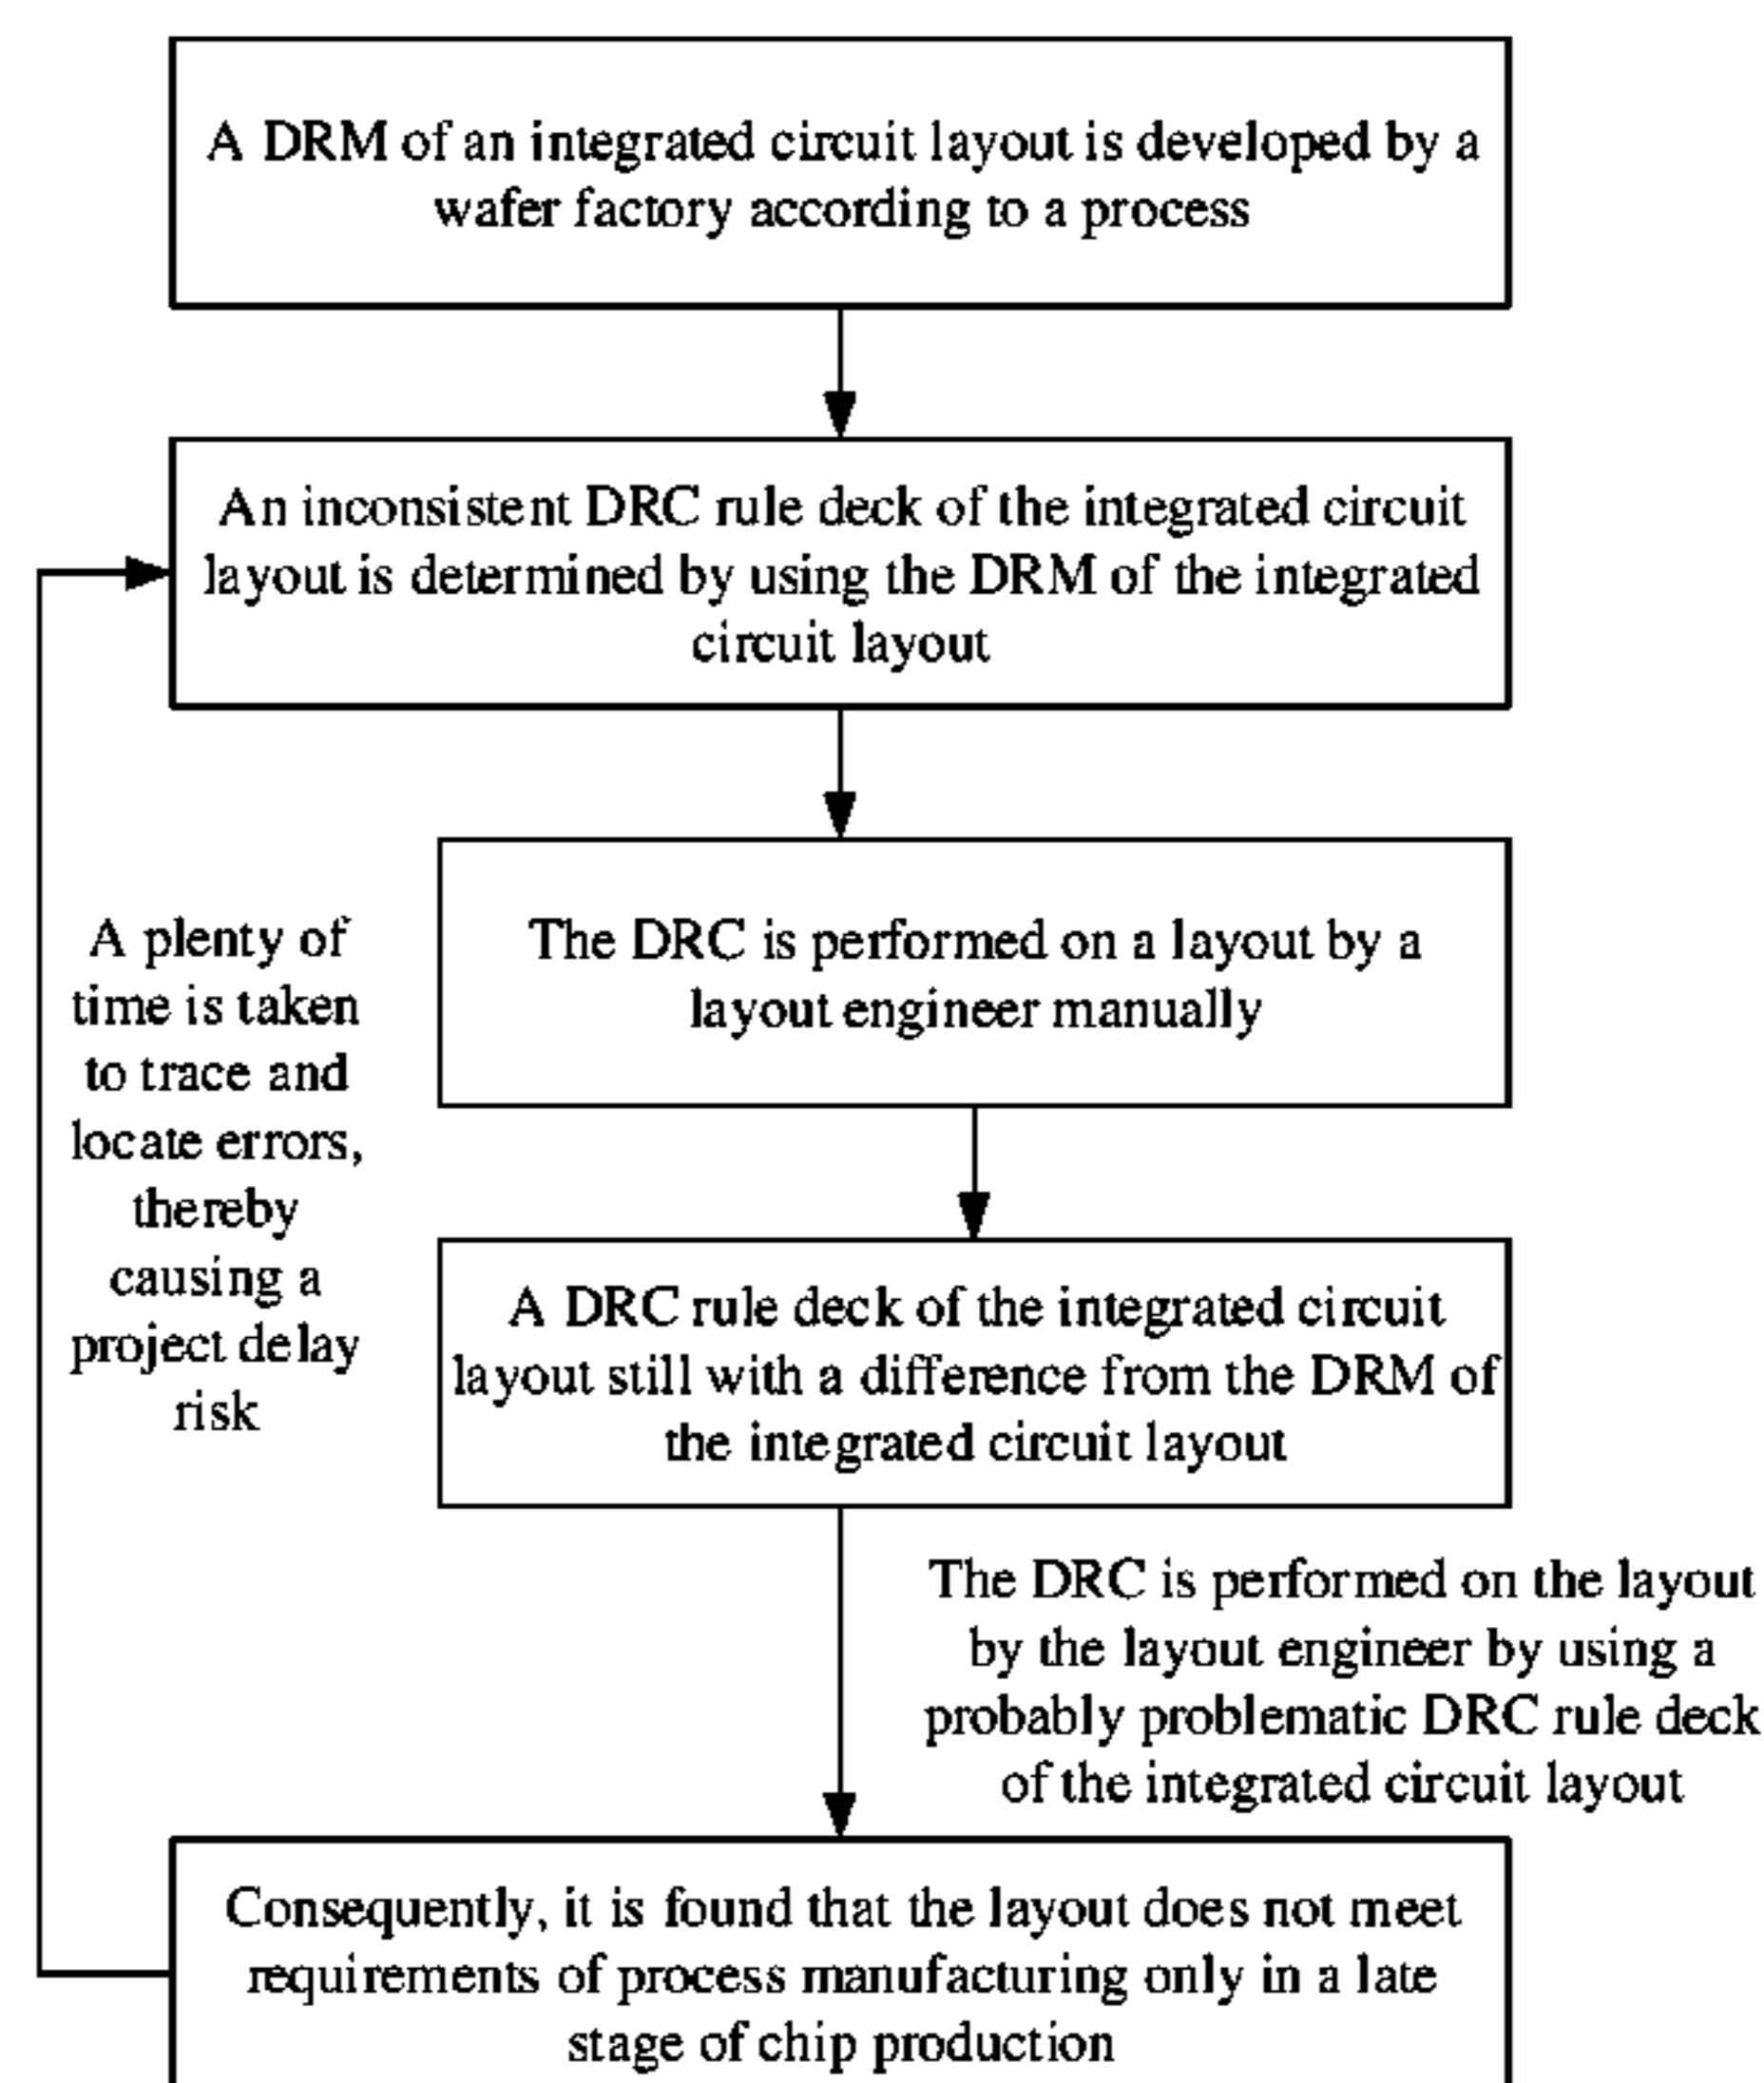 A DRM of an integrated circuit layout is developed by a
wafer factory according to a process
An inconsistent DRC rule deck of the integrated circuit
layout is determined by using the DRM of the integrated
circuit layout
The DRC is performed on a layout by a
layout engineer manually
A plenty of
time is taken
to trace and
locate errors,
thereby
causing a
project delay
risk
A DRC rule deck of the integrated circuit
layout still with a difference from the DRM of
the integrated circuit layout
The DRC is performed on the layout
by the layout engineer by using a
probably problematic DRC rule deck
of the integrated circuit layout
Consequently, it is found that the layout does not meet
requirements of process manufacturing only in a late
stage of chip production